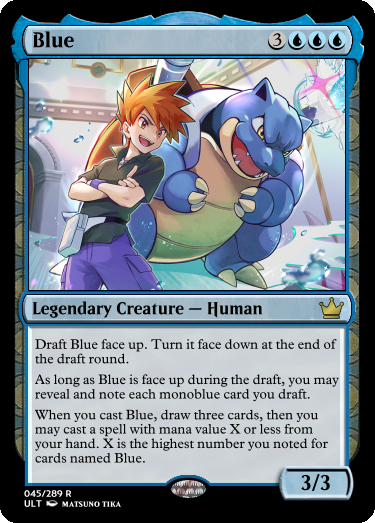 Blue 3
Legendary Creature — Human
Draft Blue face up. Turn it face down at the end of
the draft round.
As long as Blue is face up during the draft, you may
reveal and note each monoblue card you draft.
When you cast Blue, draw three cards, then you
may cast a spell with mana value X or less from
your hand. X is the highest number you noted for
cards named Blue.
3/3
045/289 R
ULT MATSUNO TIKA